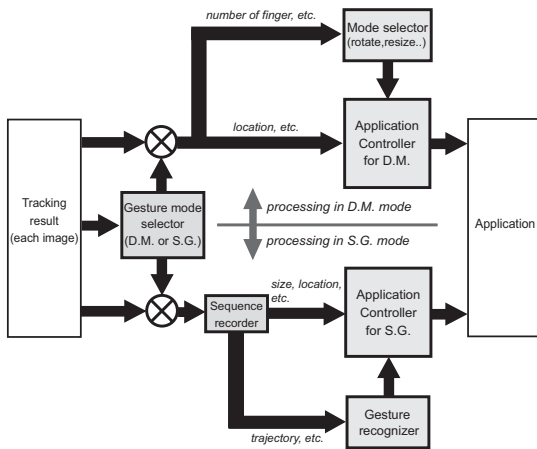 number of finger, etc.
Mode selector
(rotate,resize..)
location, etc.
Application
Controller
for D.M.
Tracking
result
(each image)
Gesture mode
selector
(D.M. or S.G.)
processing in D.M. mode
processing in S.G. mode
Application
size, location,
etc.
Sequence
recorder
Application
Controller
for S.G.
trajectory, etc.
Gesture
recognizer